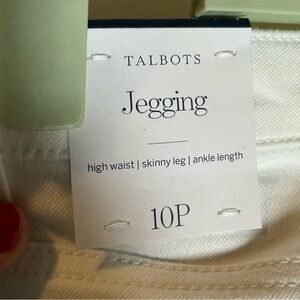 TALBOTS
Jegging
high waist | skinny leg | ankle length
10P